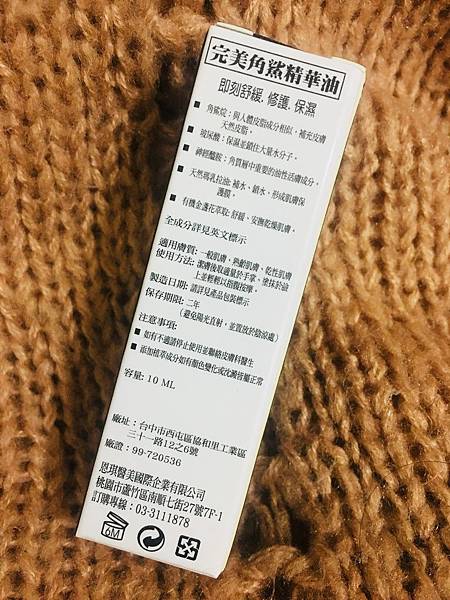 完美角鯊精華油
即刻舒緩. 修護. 保濕
■ 角鯊烷：與人體皮脂成分相似，補充皮膚
天然皮脂。
■ 玻尿酸：保濕並鎖住大量水分子。
■ 神經醯胺：角質層中重要的油性活膚成分。
■ 天然瑪乳拉油：補水、鎖水、形成肌膚保
護膜。
■ 有機金盞花萃取：舒緩、安撫乾燥肌膚。
全成分詳見英文標示
適用膚質：一般肌膚，熟齡肌膚、乾性肌膚
使用方法：潔膚後取適量於手掌，塗抹於臉
上並輕輕以指腹按摩。
製造日期：請詳見產品包裝標示
保存期限：二年
(避免陽光直射，並置放於陰涼處)
注意事項：
■ 如有不適請停止使用並聯絡皮膚科醫生
■ 添加植萃成分如有顏色變化或沈澱皆屬正常
容量：10 ML
廠址：台中市西屯區協和里工業區
三十一路12之6號
廠證：99-720536
恩琪醫美國際企業有限公司
桃園市蘆竹區南順七街27號7F-1
訂購專線：03-3111878
6M